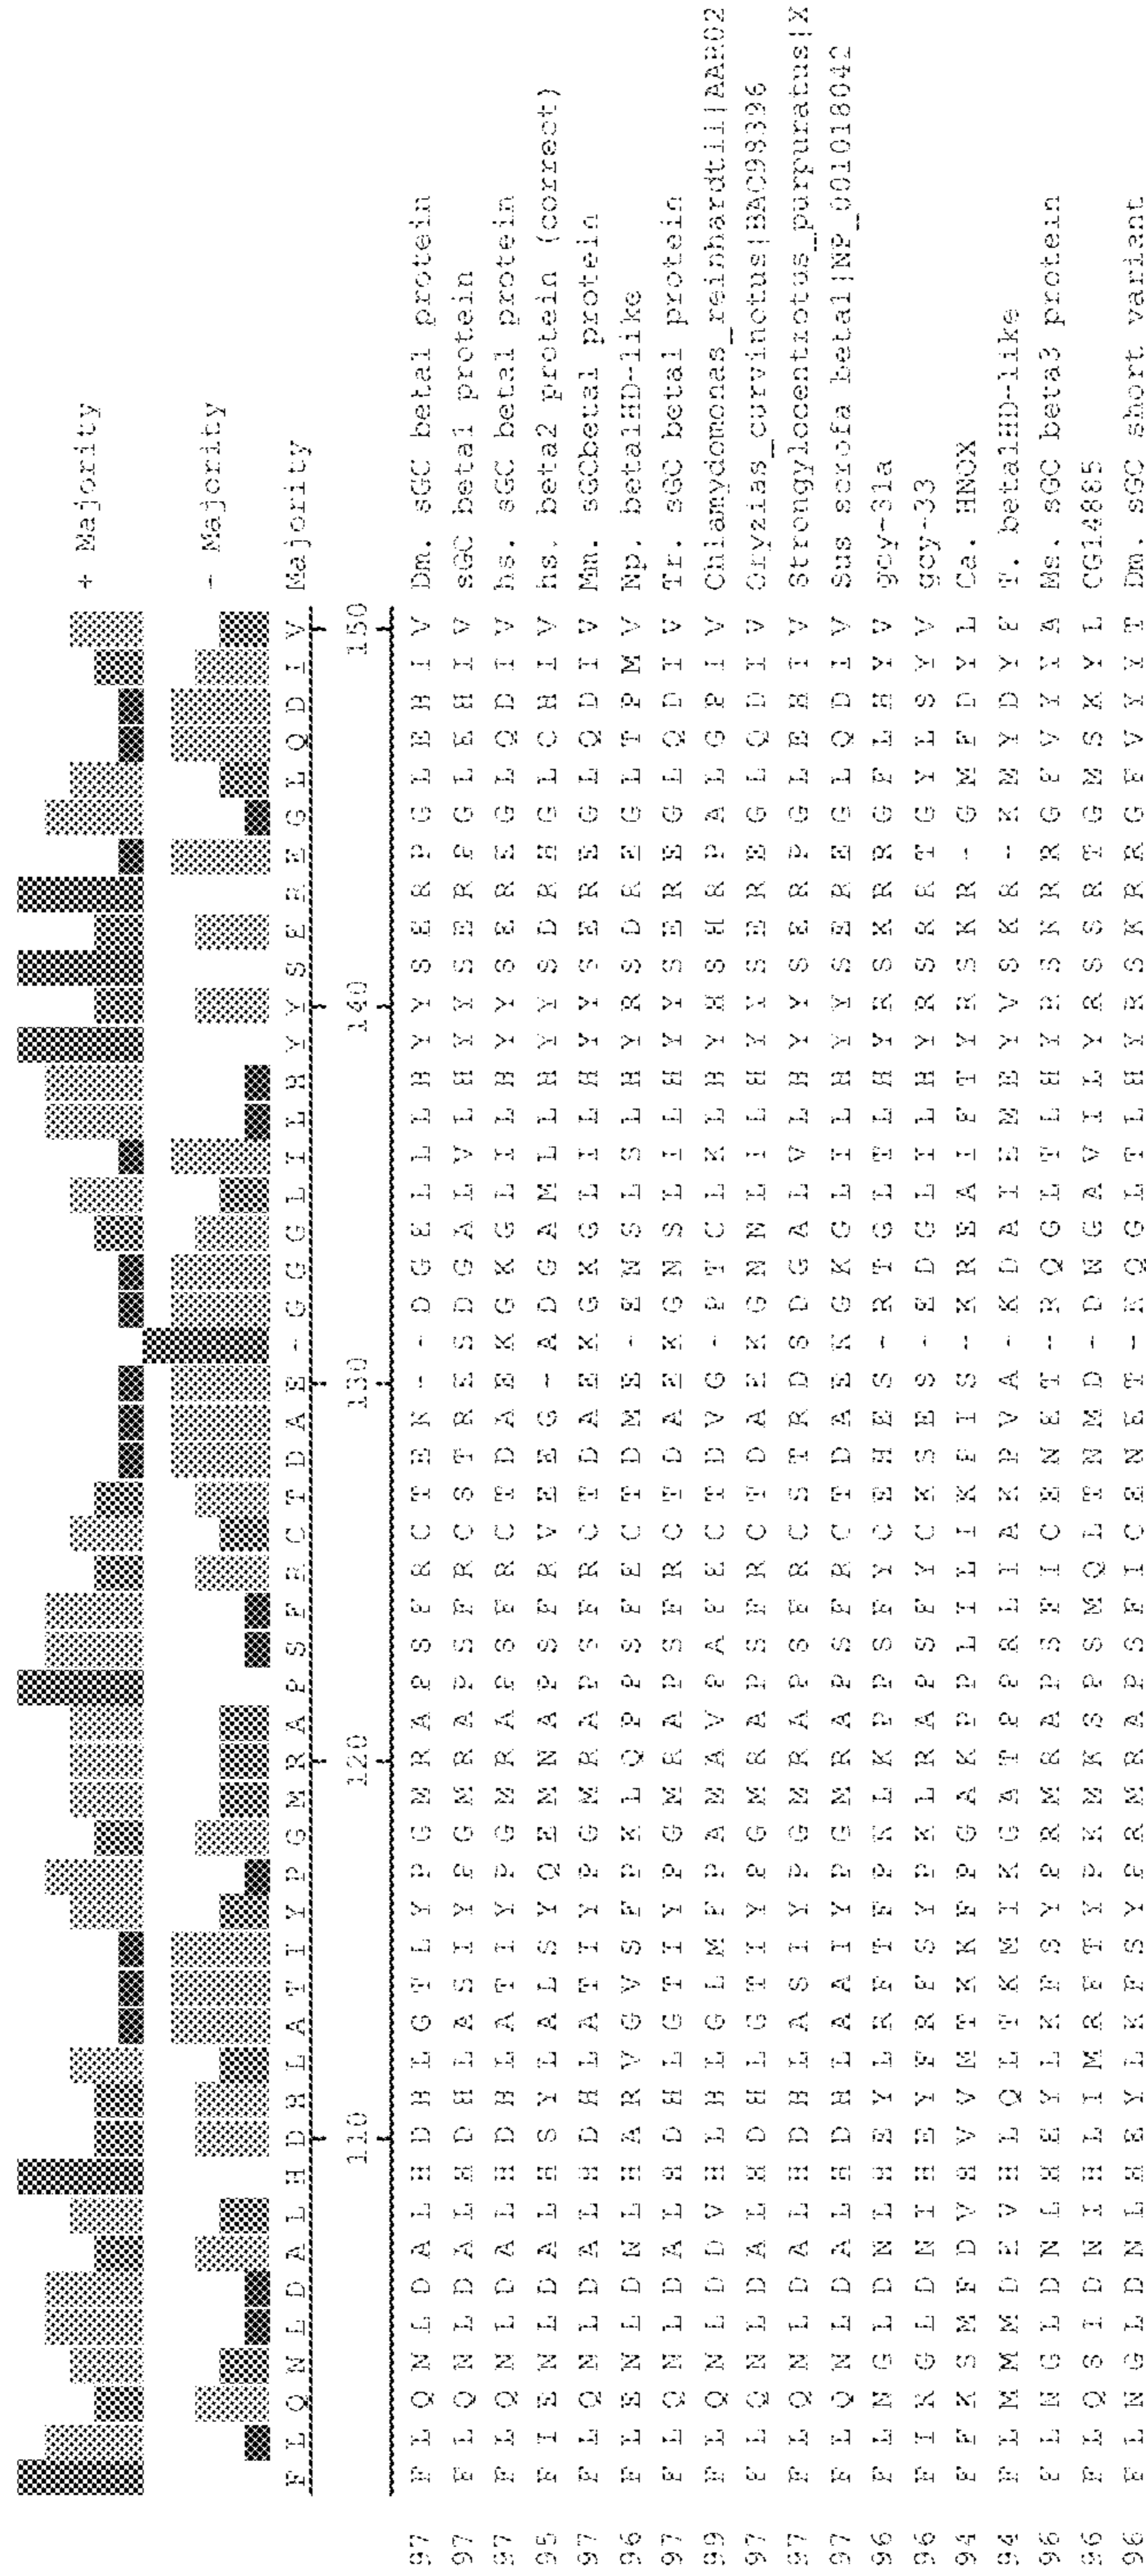 + Majority
- Majority
F L Q N L D A L H D H L A T I Y P G M R A P S F R C T D A E - G G G L I L H Y Y S E R E G L Q D I V Majority
110 120 130 140 150
97 F L Q N L D A L H D H L G T L Y P G M R A P S F R C T E K - - D G E L L L H Y Y S E R P G L E H I V Dm. sGC beta1 protein
97 F L Q N L D A L H D H L A S I Y P G M R A P S F R C S T R E S D G A L V L H Y Y S E R P G L E H I V sGC beta1 protein
97 F L Q N L D A L H D H L A T I Y P G M R A P S F R C T D A E K G K G L I L H Y Y S E R E G L Q D I V hs. sGC beta1 protein
95 F I E N L D A L H S Y L A L S Y Q E M N A P S F R V E E G - A D G A M L L H Y Y S D R H G L C H I V hs. beta2 protein (correct)
97 F L Q N L D A L H D H L A T I Y P G M R A P S F R C T D A E K G K G L I L H Y Y S E R E G L Q D I V Mm. sGCbeta1 protein
96 F L E N L D N L H A R V G V S F P K L Q P P S F E C T D M E - E N S L S L H Y R S D R E G L T P M V Np. beta1HD-like
97 F L Q N L D A L H D H L G T I Y P G M R A P S F R C T D A E K G N S L I L H Y Y S E R E G L Q D I V Tr. sGC beta1 protein
99 F L Q N L D D V H L H L G L M F P A M A V P A F E C T D V G - P T C L K L H Y H S H R P A L G P I V Chlamydomonas_reinhardtii|AAR02
97 F L Q N L D A L H D H L G T I Y P G M R A P S F R C T D A E K G N N L I L H Y Y S E R E G L Q D I V Oryzias_curvinotus|BAC98396
97 F L Q N L D A L H D H L A S I Y P G M R A P S F R C S T R D S D G A L V L H Y Y S E R P G L E H I V Strongylocentrotus_purpuratus|X
97 F L Q N L D A L H D H L A A I Y P G M R A P S F R C T D A E K G K G L I L H Y Y S E R E G L Q D I V Sus scrofa beta1|NP_001018042
96 F L N G L D N L H E Y L R F T F P K L K P P S F Y C E H E S - R T G L T L H Y R S K R R G F L H Y V gcy-31a
96 F I K G L D N I H E Y F R F S Y P K L R A P S F Y C K S E S - E D G L I L H Y R S R R T G Y L S Y V gcy-33
94 F F K S M F D V H V V M T K K F P G A K P P L I L I K P I S - K R E A I F T Y R S K R - G M F D Y L Ca. HNOX
94 F L M M M D E V H L Q L T K M I K G A T P P R L I A K P V A - K D A I E M E Y V S K R - K M Y D Y F T. beta1HD-like
96 F L N G L D N L H E Y L K F S Y P R M R A P S F I C E N E T - R Q G L T L H Y R S K R R G F V Y Y A Ms. sGC beta3 protein
96 F L Q S I D N I H L I M R F T Y P K M K S P S M Q L T N M D - D N G A V I L Y R S S R T G M S K Y L CG14885
98 F L N G L D N L H E Y L K F S Y P R M R A P S F I C E N E T - K Q G L T L H Y R S K R R G F V Y Y T Dm. sGC short variant